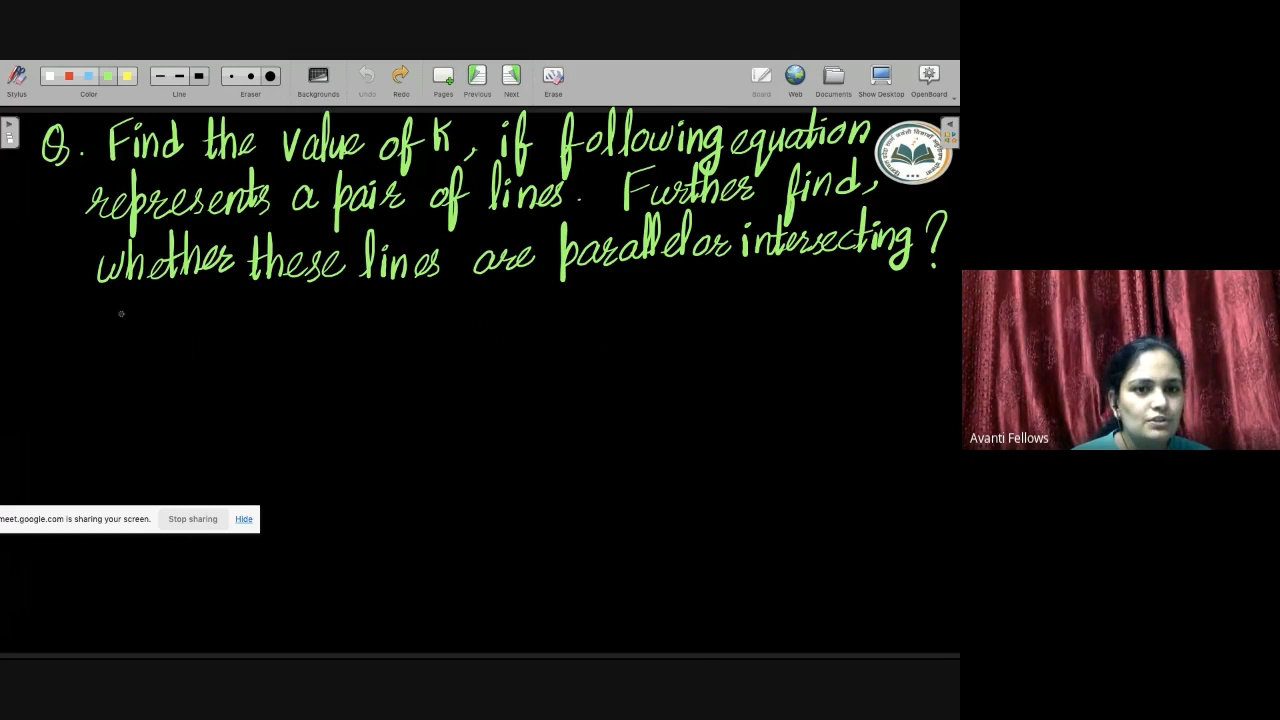 Stylus
Color
Line
Eraser
Backgrounds
Undo
Redo
Pages
Previous
Next
Erase
Board
Web
Documents
Show Desktop
OpenBoard
Q. Find the value of K, if following equation
represents a pair of lines. Further find,
whether these lines are parallel or intersecting?
Avanti Fellows
meet.google.com is sharing your screen.
Stop sharing
Hide